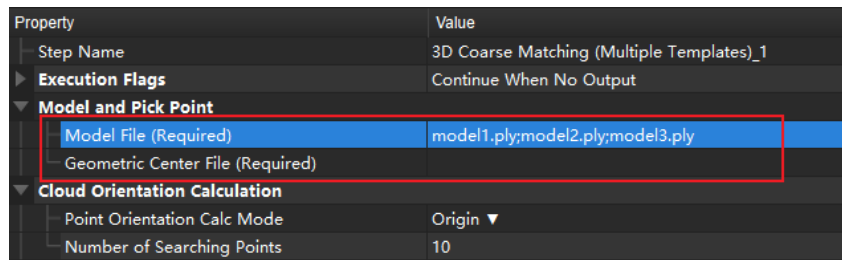 Property Value
Step Name 3D Coarse Matching (Multiple Templates)_1
Execution Flags Continue When No Output
Model and Pick Point
Model File (Required) model1.ply;model2.ply;model3.ply
Geometric Center File (Required)
Cloud Orientation Calculation
Point Orientation Calc Mode Origin ▼
Number of Searching Points 10